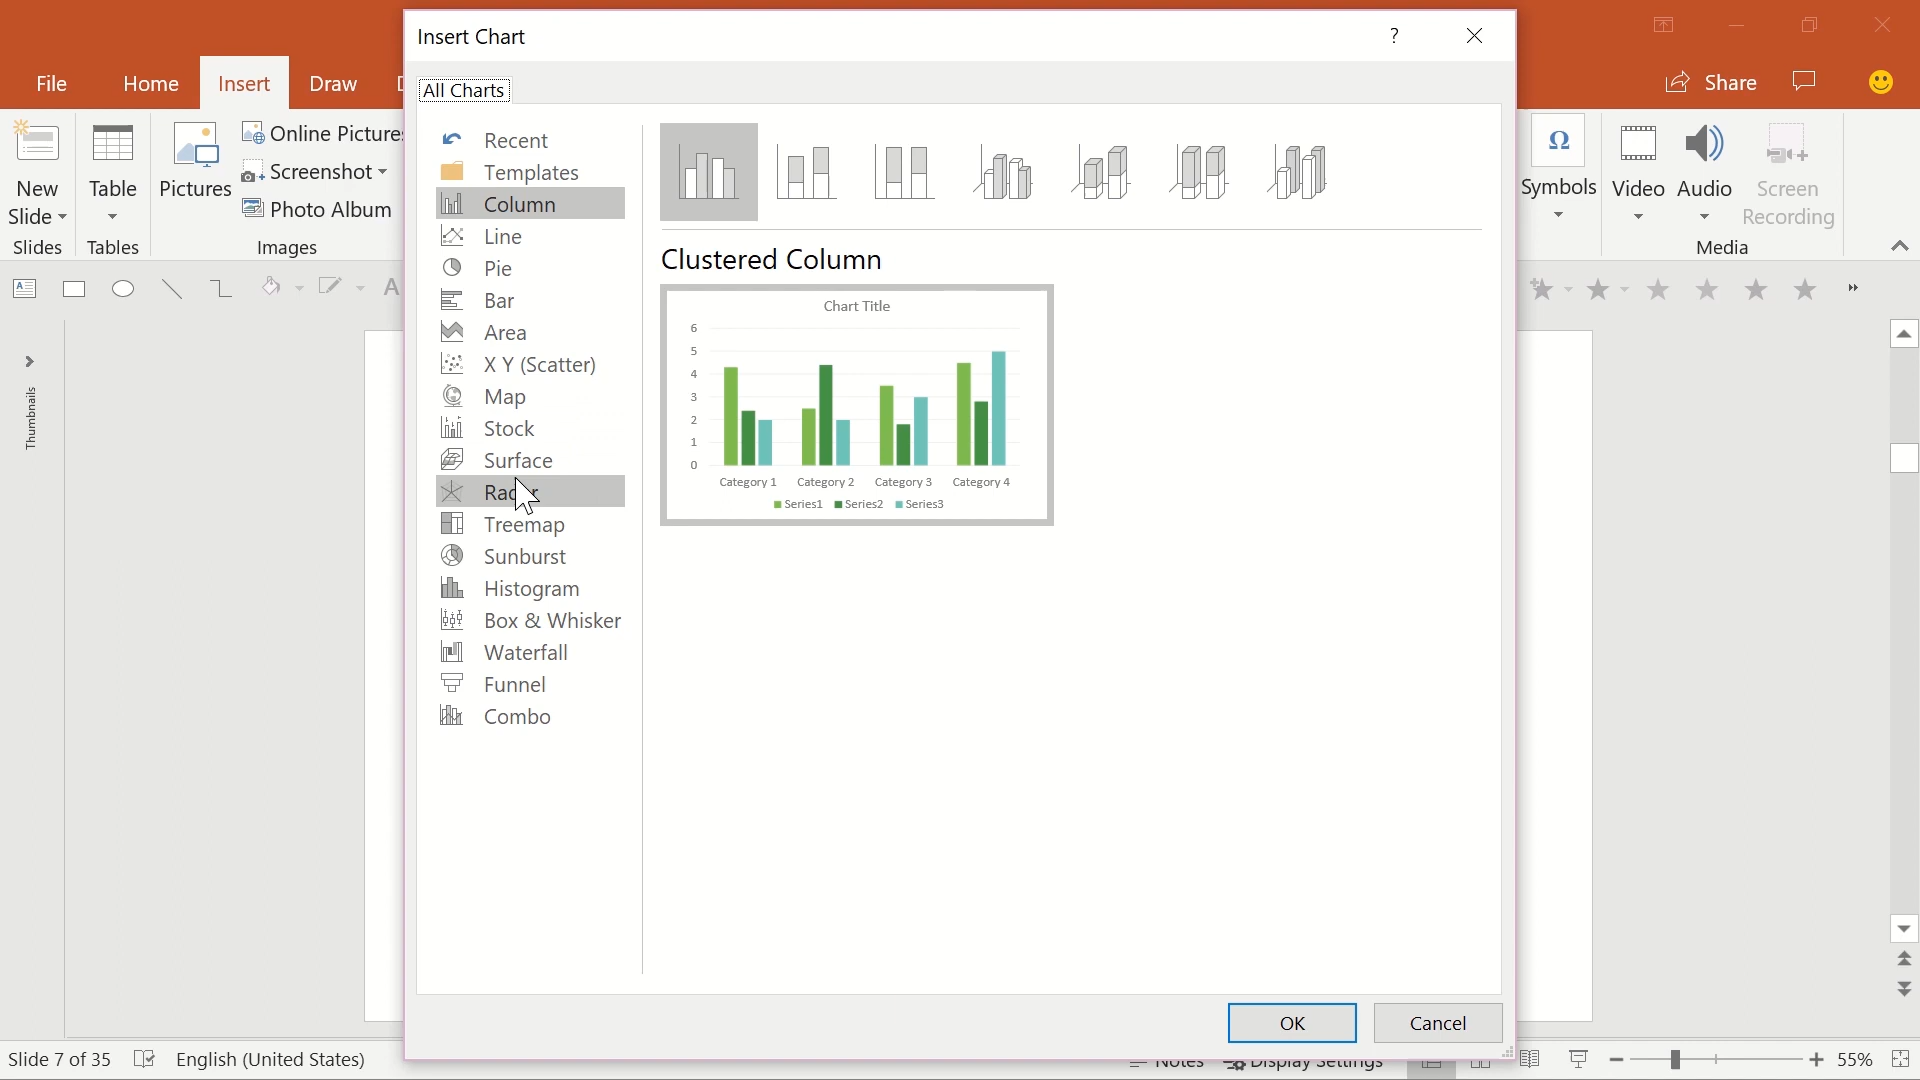 Insert Chart
?
File
Home
Insert
Draw
Share
All Charts
New
Slide
Slides
Table
Tables
Pictures
Online Pictures
Screenshot
Photo Album
Images
Symbols
Video
Audio
Screen
Recording
Media
Thumbnails
Recent
Templates
Column
Line
Pie
Bar
Area
X Y (Scatter)
Map
Stock
Surface
Radar
Treemap
Sunburst
Histogram
Box & Whisker
Waterfall
Funnel
Combo
Clustered Column
Chart Title
6
5
4
3
2
1
0
Category 1 Category 2 Category 3 Category 4
Series1 Series2 Series3
OK
Cancel
Slide 7 of 35
English (United States)
Notes
Display Settings
55%